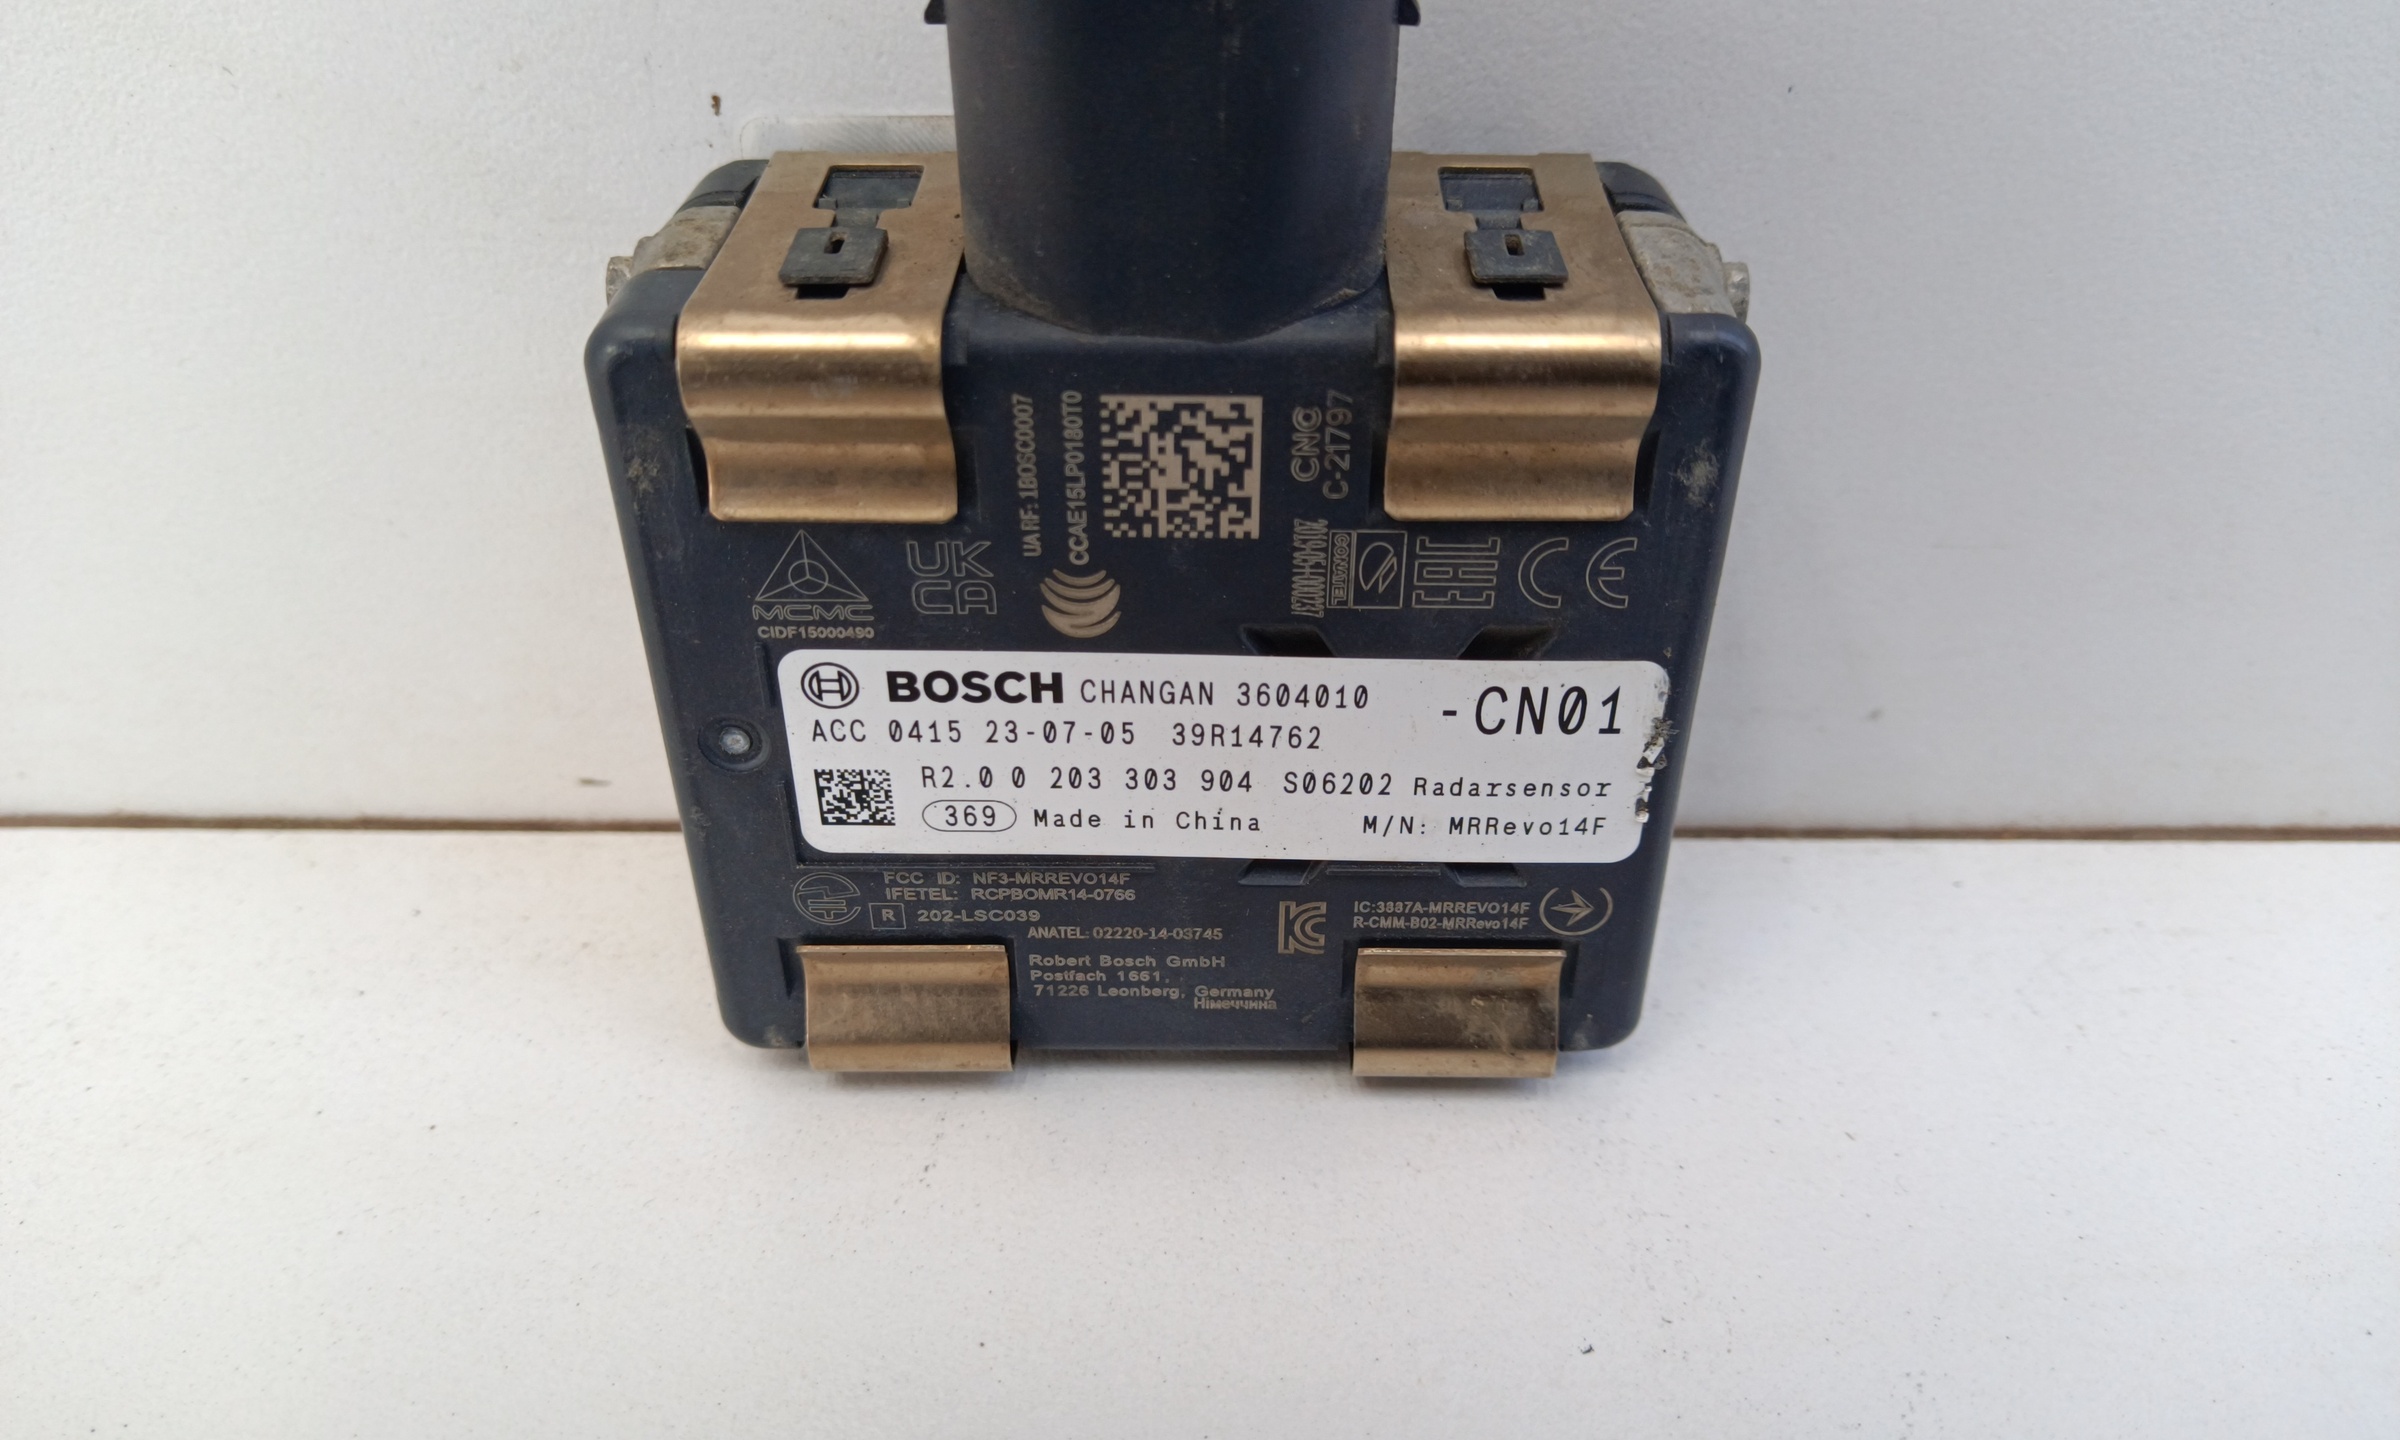 UA RF: 1BOSC0007
CCAE15LP0180T0
CNC
C-21797
MCMC
CIDF15000490
UK
CA
CONATEL
EAC
CE
BOSCH CHANGAN 3604010 -CN01
ACC 0415 23-07-05 39R14762
R2.0 0 203 303 904 S06202 Radarsensor
369 Made in China M/N: MRRevo14F
FCC ID: NF3-MRREVO14F
IFETEL: RCPBOMR14-0766
R 202-LSC039
ANATEL: 02220-14-03745
IC:3887A-MRREVO14F
R-CMM-B02-MRRevo14F
Robert Bosch GmbH
Postfach 1661,
71226 Leonberg, Germany
Німеччина